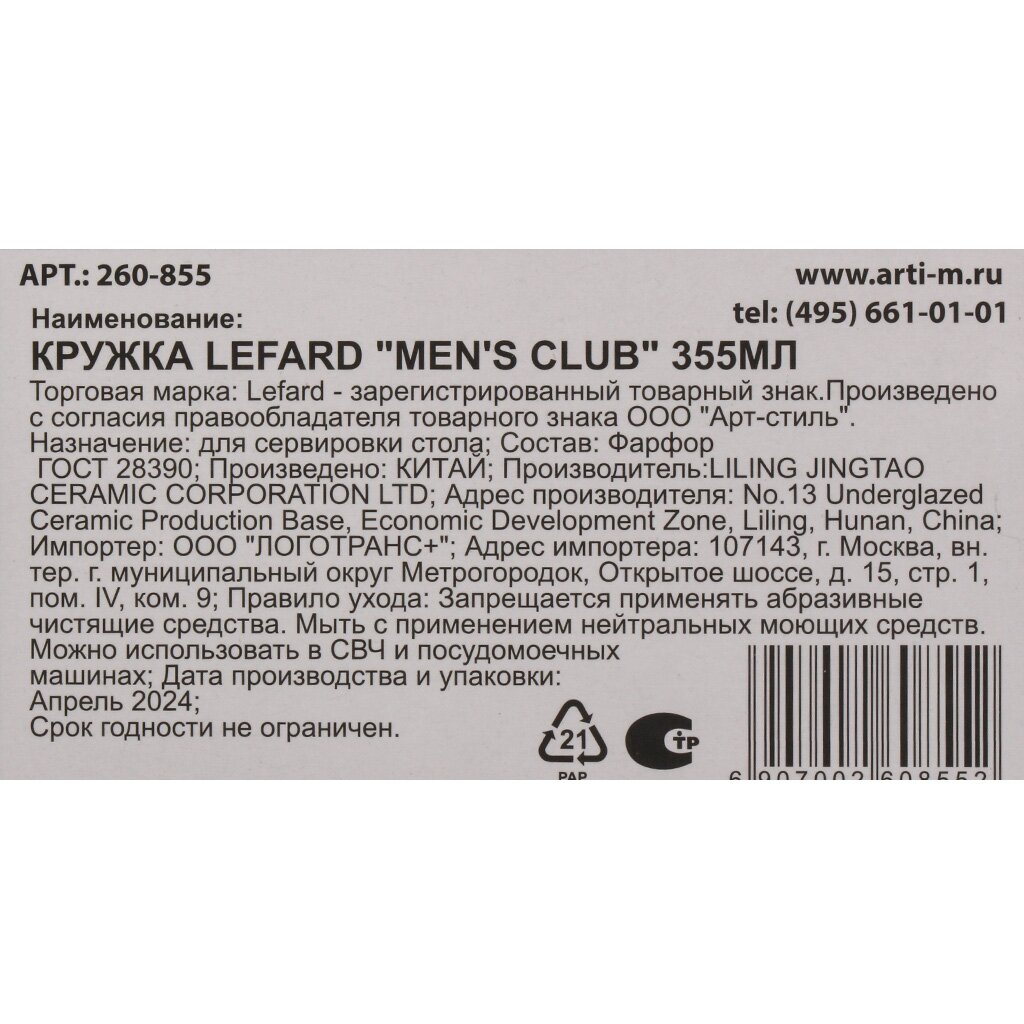 АРТ.: 260-855
www.arti-m.ru
tel: (495) 661-01-01
Наименование:
КРУЖКА LEFARD "MEN'S CLUB" 355МЛ
Торговая марка: Lefard - зарегистрированный товарный знак.Произведено
с согласия правообладателя товарного знака ООО "Арт-стиль".
Назначение: для сервировки стола; Состав: Фарфор
ГОСТ 28390; Произведено: КИТАЙ; Производитель:LILING JINGTAO
CERAMIC CORPORATION LTD; Адрес производителя: No.13 Underglazed
Ceramic Production Base, Economic Development Zone, Liling, Hunan, China;
Импортер: ООО "ЛОГОТРАНС+"; Адрес импортера: 107143, г. Москва, вн.
тер. г. муниципальный округ Метрогородок, Открытое шоссе, д. 15, стр. 1,
пом. IV, ком. 9; Правило ухода: Запрещается применять абразивные
чистящие средства. Мыть с применением нейтральных моющих средств.
Можно использовать в СВЧ и посудомоечных
машинах; Дата производства и упаковки:
Апрель 2024;
Срок годности не ограничен.
21
PAP
СТР
6 907002 608552